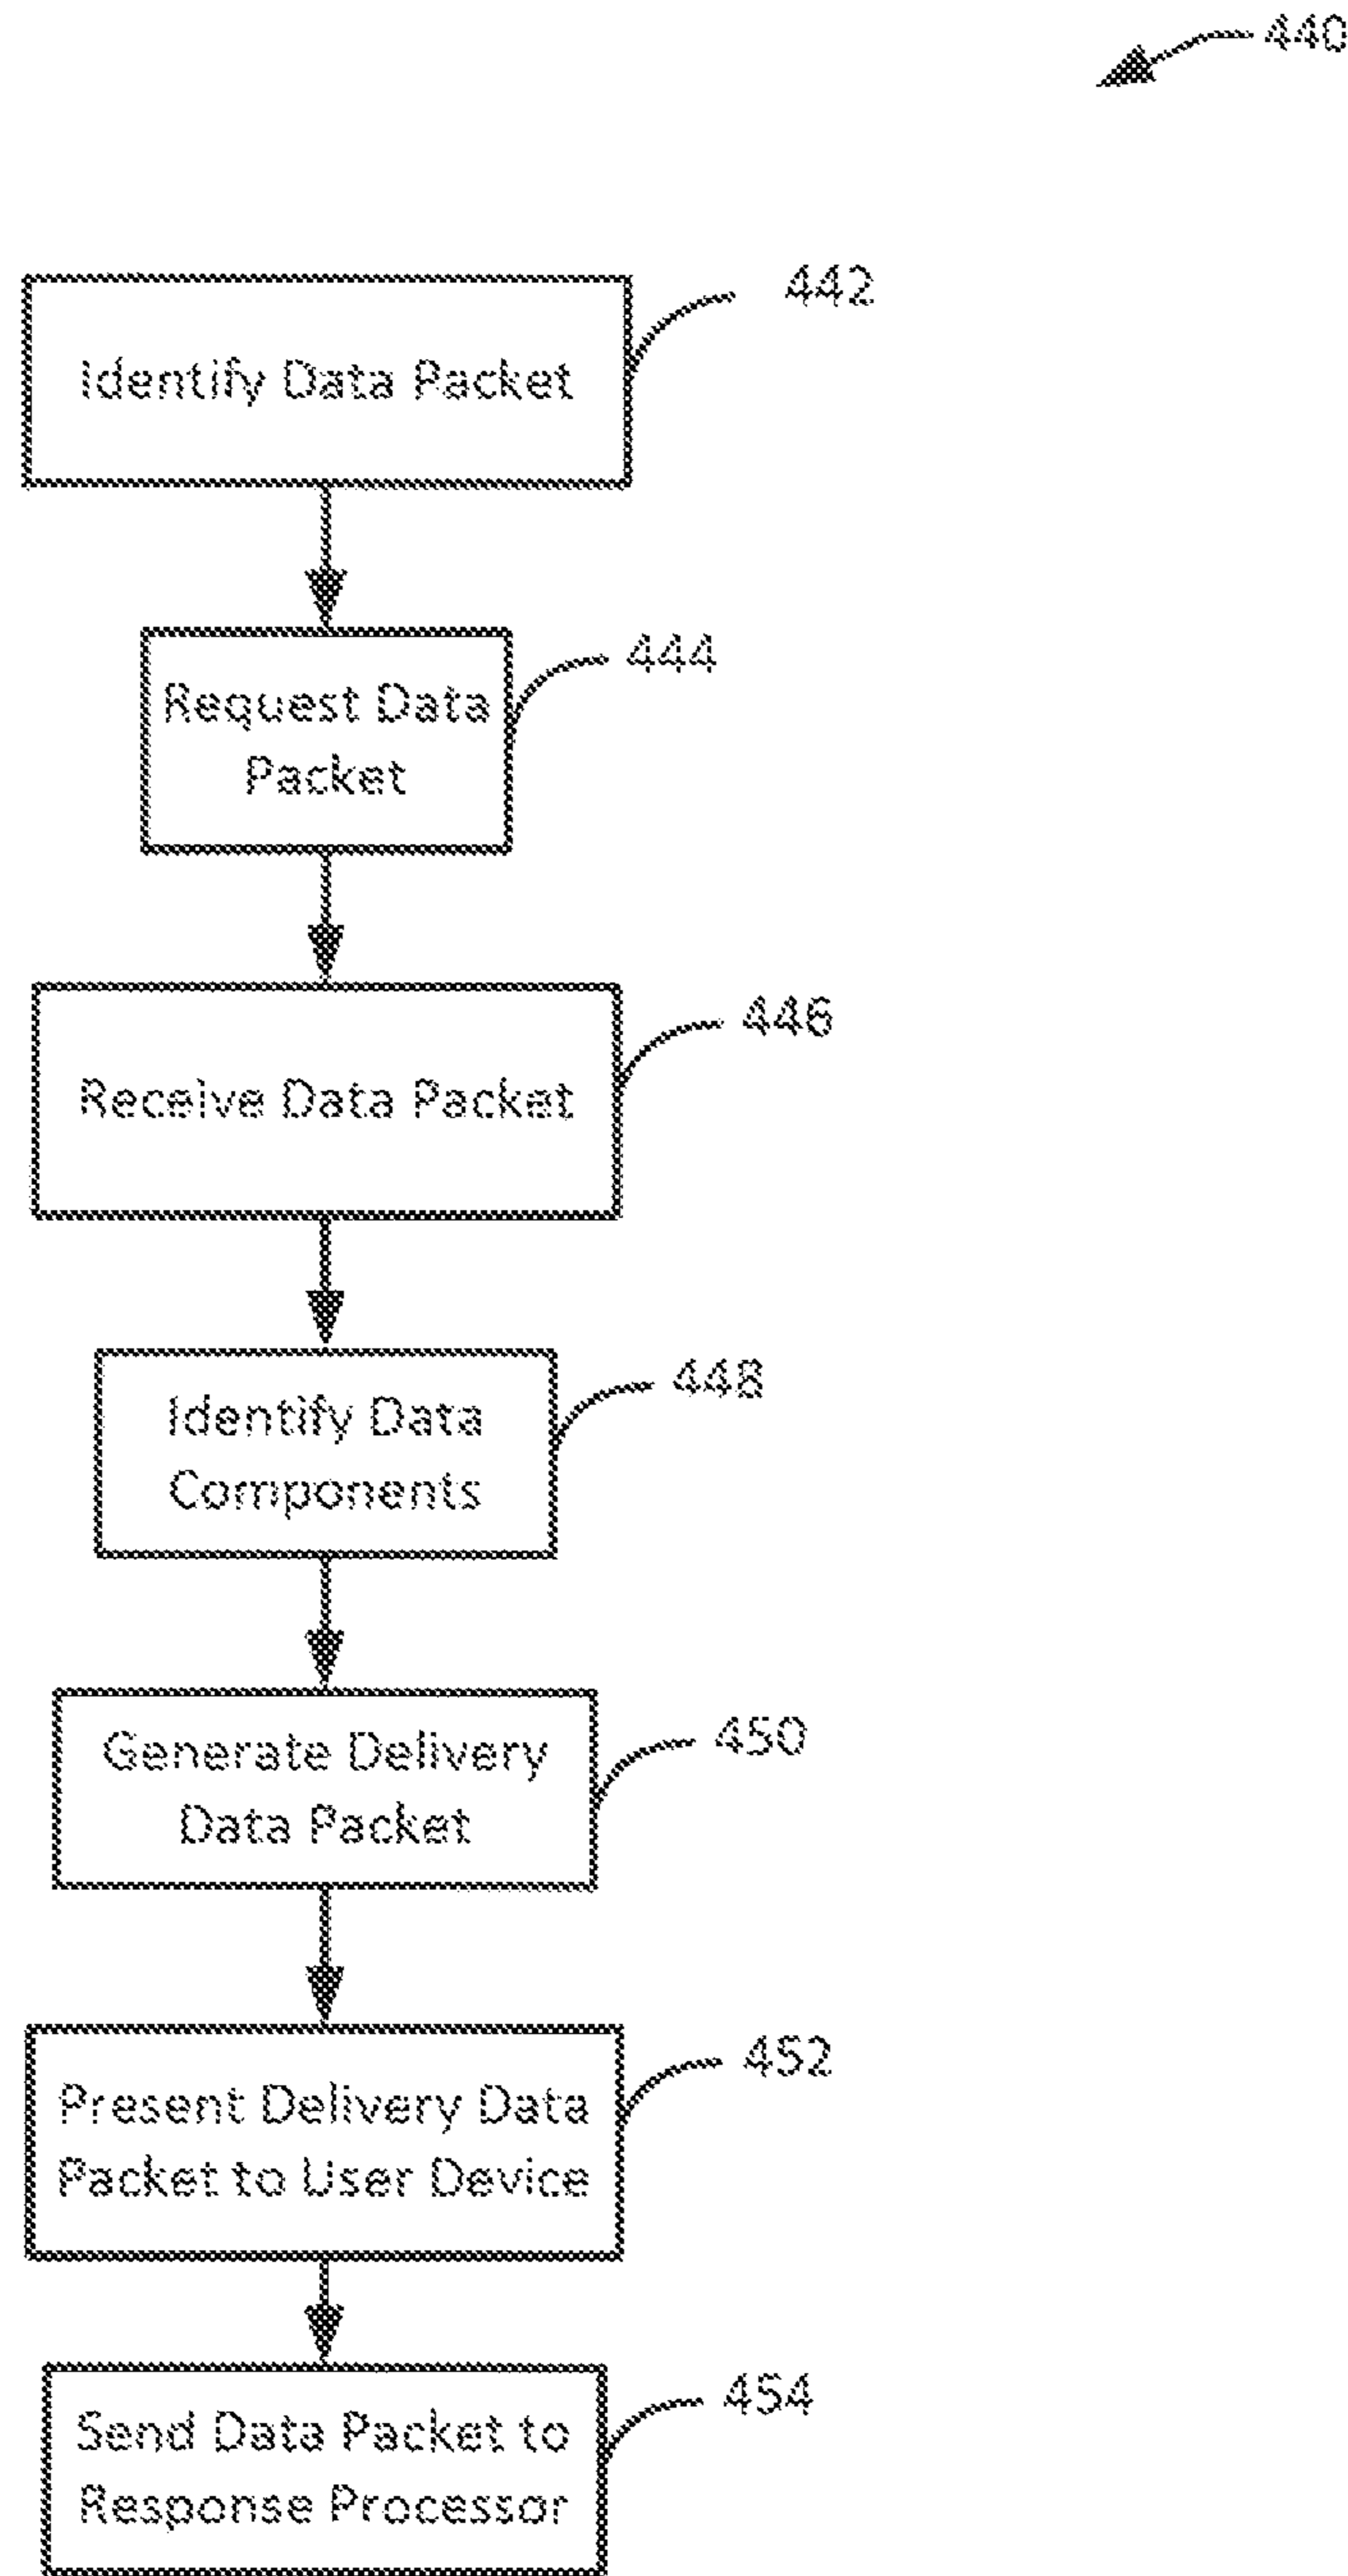 440
442
Identify Data Packet
444
Request Data
Packet
446
Receive Data Packet
448
Identify Data
Components
450
Generate Delivery
Data Packet
452
Present Delivery Data
Packet to User Device
454
Send Data Packet to
Response Processor